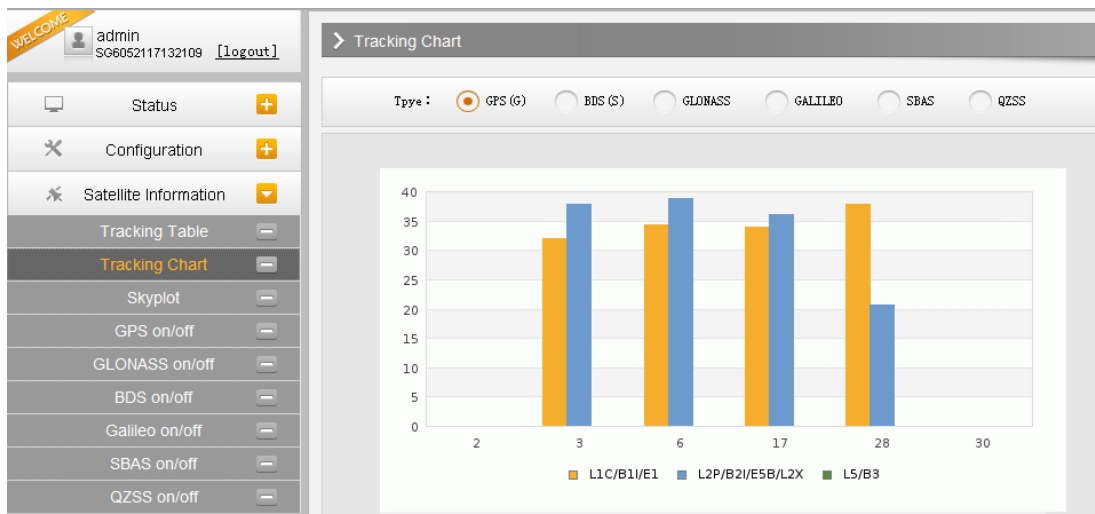 WELCOME
admin
SG6052117132109 [logout]
Status
Configuration
Satellite Information
Tracking Table
Tracking Chart
Skyplot
GPS on/off
GLONASS on/off
BDS on/off
Galileo on/off
SBAS on/off
QZSS on/off
Tracking Chart
Tpye: GPS(G) BDS(S) GLONASS GALILEO SBAS QZSS
40
35
30
25
20
15
10
5
0
2 3 6 17 28 30
L1C/B1I/E1 L2P/B2I/E5B/L2X L5/B3